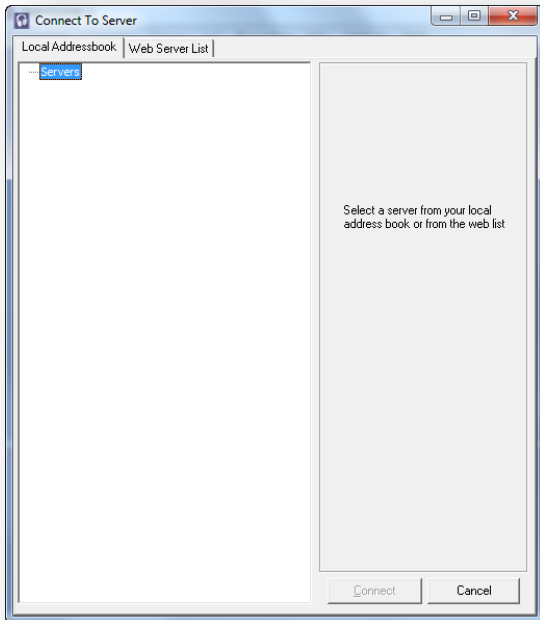 Connect To Server
Local Addressbook
Web Server List
Servers
Select a server from your local
address book or from the web list
Connect
Cancel